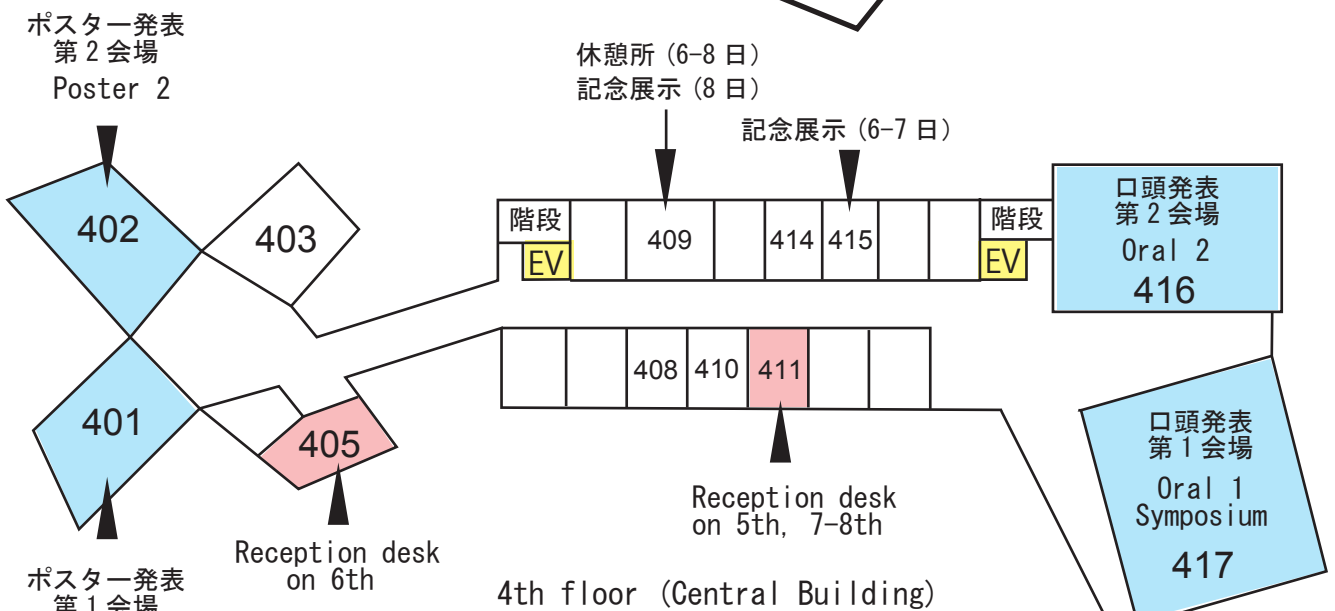 ポスター発表
第2会場
Poster 2
休憩所(6-8日)
記念展示(8日)
記念展示(6-7日)
402
403
階段
EV
409
414
415
階段
EV
口頭発表
第2会場
Oral 2
416
401
405
408
410
411
口頭発表
第1会場
Oral 1
Symposium
417
Reception desk
on 6th
Reception desk
on 5th, 7-8th
ポスター発表
第1会場
4th floor (Central Building)